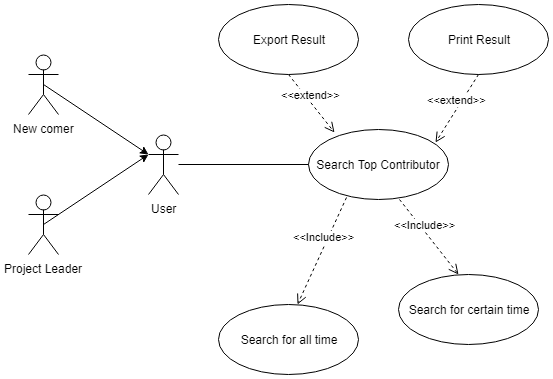 Export Result
Print Result
<<extend>>
<<extend>>
New comer
Search Top Contributor
User
<<Include>>
<<Include>>
Project Leader
Search for certain time
Search for all time